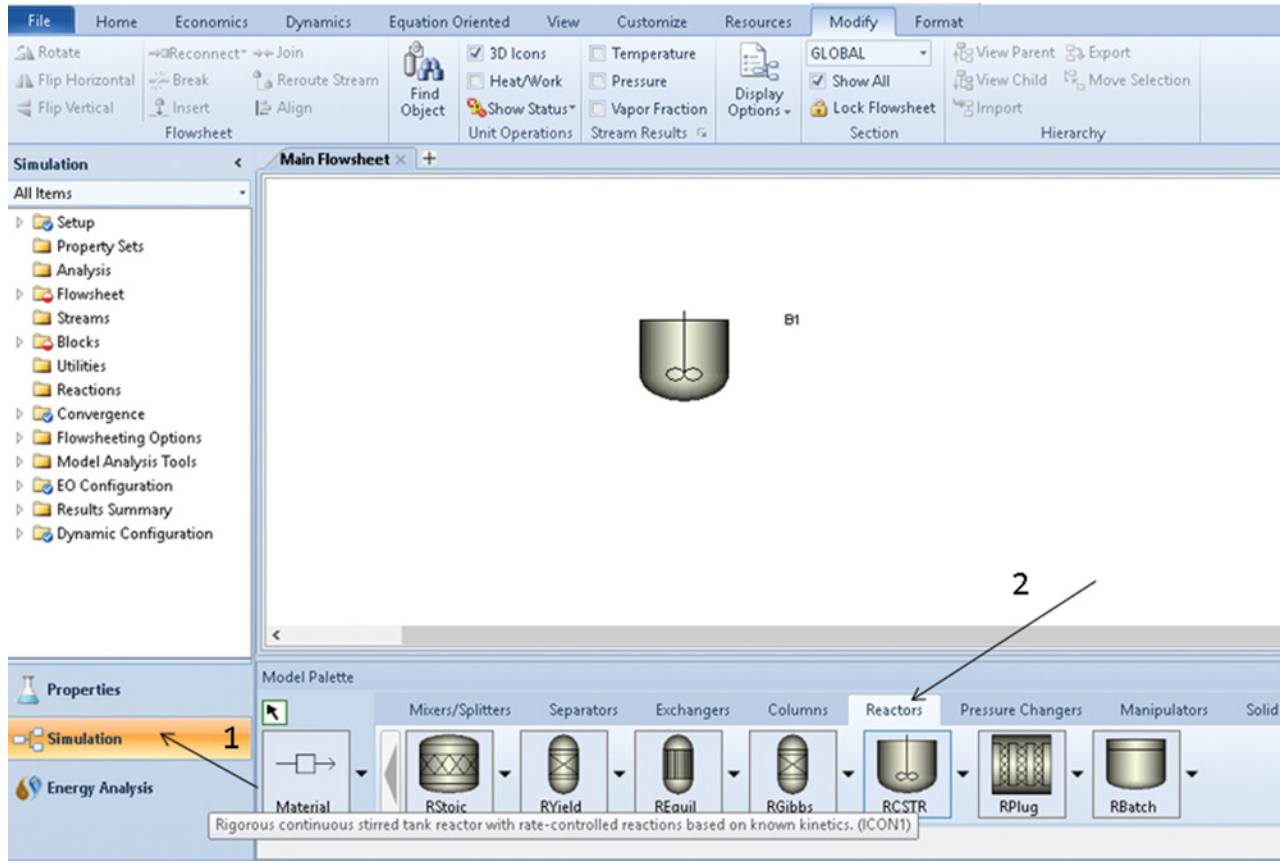 File Home Economics Dynamics Equation Oriented View Customize Resources Modify Format
Rotate Reconnect Join
Flip Horizontal Break Reroute Stream
Flip Vertical Insert Align
Flowsheet
Find Object
3D Icons
Heat/Work
Show Status
Unit Operations
Temperature
Pressure
Vapor Fraction
Stream Results
Display Options
GLOBAL
Show All
Lock Flowsheet
Section
View Parent Export
View Child Move Selection
Import
Hierarchy
Simulation <
All Items
Setup
Property Sets
Analysis
Flowsheet
Streams
Blocks
Utilities
Reactions
Convergence
Flowsheeting Options
Model Analysis Tools
EO Configuration
Results Summary
Dynamic Configuration
Properties
Simulation 1
Energy Analysis
Main Flowsheet × +
B1
2
<
Model Palette
Mixers/Splitters Separators Exchangers Columns Reactors Pressure Changers Manipulators Solid
Material RStoic RYield REquil RGibbs RCSTR RPlug RBatch
Rigorous continuous stirred tank reactor with rate-controlled reactions based on known kinetics. (ICON1)